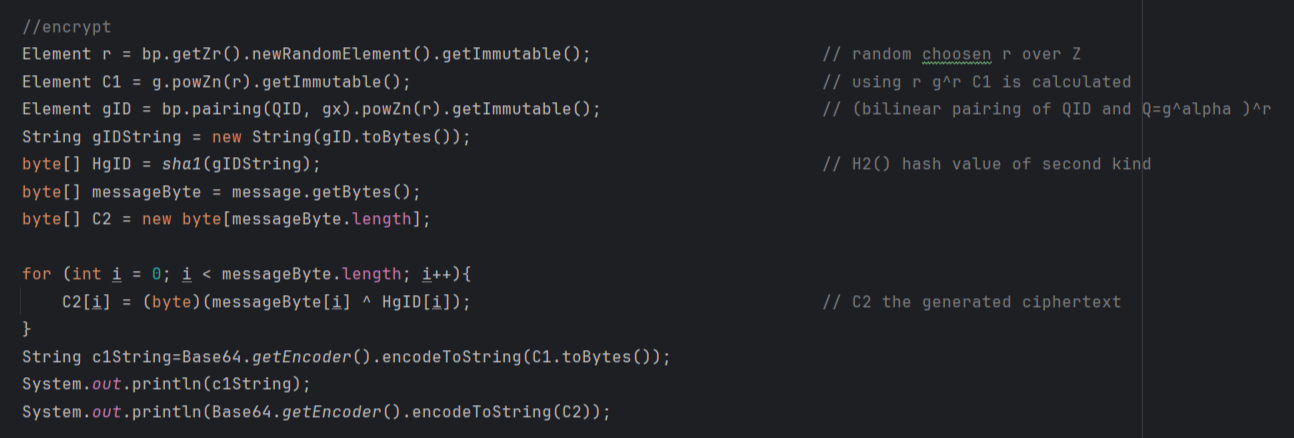 //encrypt
Element r = bp.getZr().newRandomElement().getImmutable(); // random choosen r over Z
Element C1 = g.powZn(r).getImmutable(); // using r g^r C1 is calculated
Element gID = bp.pairing(QID, gx).powZn(r).getImmutable(); // (bilinear pairing of QID and Q=g^alpha )^r
String gIDString = new String(gID.toBytes());
byte[] HgID = sha1(gIDString); // H2() hash value of second kind
byte[] messageByte = message.getBytes();
byte[] C2 = new byte[messageByte.length];
for (int i = 0; i < messageByte.length; i++){
C2[i] = (byte)(messageByte[i] ^ HgID[i]); // C2 the generated ciphertext
}
String c1String=Base64.getEncoder().encodeToString(C1.toBytes());
System.out.println(c1String);
System.out.println(Base64.getEncoder().encodeToString(C2));